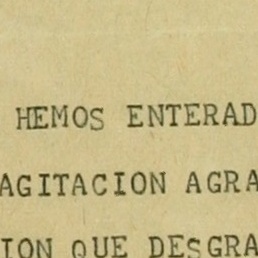 HEMOS ENTERAD
AGITACION AGRA
ION QUE DESGRA